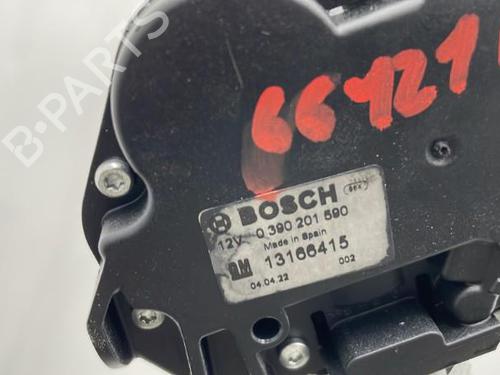 B-PARTS
66121
BOSCH
12V 0 390 201 590
Made in Spain
GM 13166415
04.04.22 002